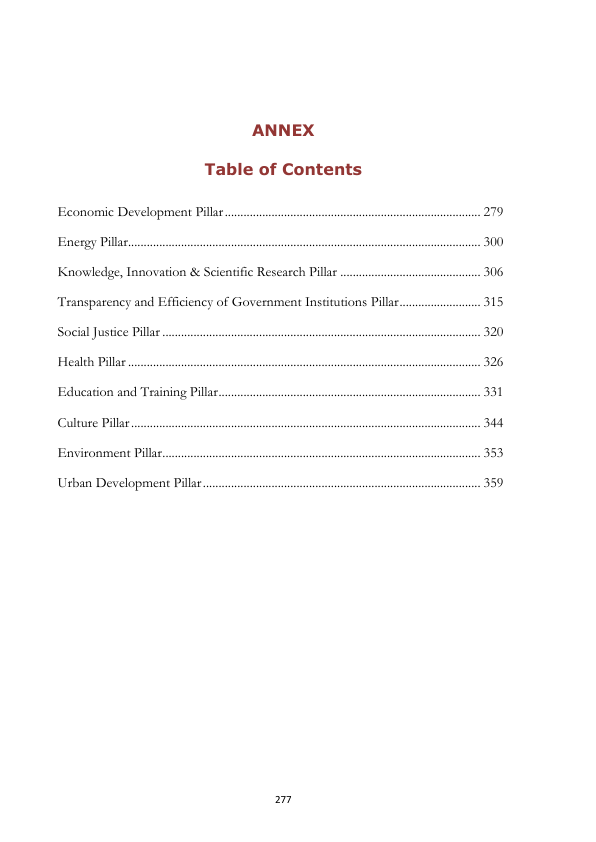 ANNEX
Table of Contents
Economic Development Pillar.................................................................................. 279
Energy Pillar................................................................................................................. 300
Knowledge, Innovation & Scientific Research Pillar ............................................. 306
Transparency and Efficiency of Government Institutions Pillar.......................... 315
Social Justice Pillar ...................................................................................................... 320
Health Pillar ................................................................................................................. 326
Education and Training Pillar.................................................................................... 331
Culture Pillar................................................................................................................ 344
Environment Pillar...................................................................................................... 353
Urban Development Pillar......................................................................................... 359
277